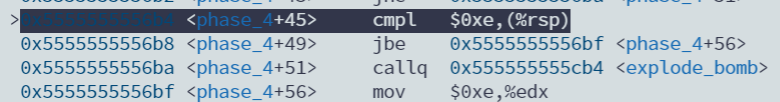 > <phase_4+45> cmpl $0xe,(%rsp)
0x5555555556b8 <phase_4+49> jbe 0x5555555556bf <phase_4+56>
0x5555555556ba <phase_4+51> callq 0x555555555cb4 <explode_bomb>
0x5555555556bf <phase_4+56> mov $0xe,%edx